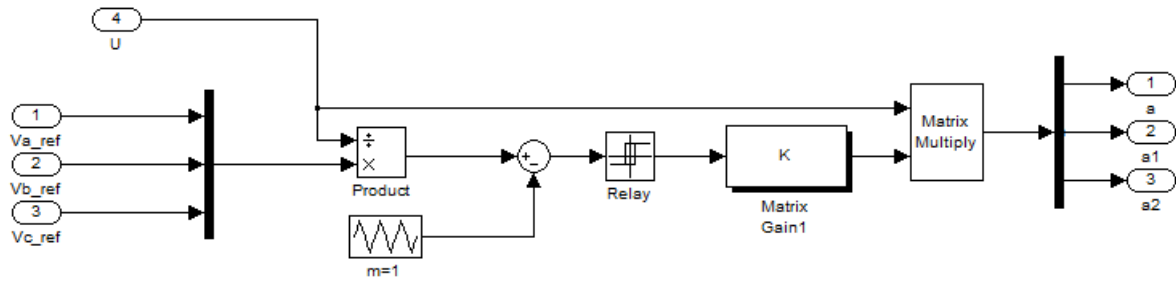 4
U
1
Va_ref
2
Vb_ref
3
Vc_ref
÷
×
Product
m=1
+
-
Relay
K
Matrix
Gain1
Matrix
Multiply
1
a
2
a1
3
a2